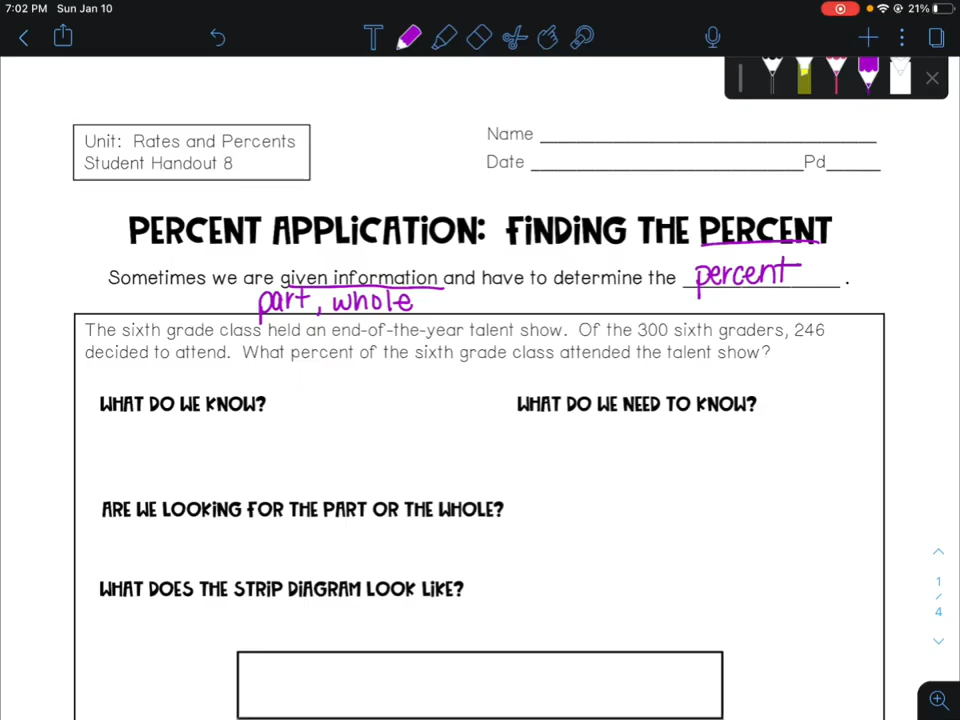 7:02 PM Sun Jan 10
21%
Unit: Rates and Percents
Student Handout 8
Name
Date Pd
PERCENT APPLICATION: FINDING THE PERCENT
Sometimes we are given information and have to determine the percent.
part, whole
The sixth grade class held an end-of-the-year talent show. Of the 300 sixth graders, 246
decided to attend. What percent of the sixth grade class attended the talent show?
WHAT DO WE KNOW? WHAT DO WE NEED TO KNOW?
ARE WE LOOKING FOR THE PART OR THE WHOLE?
WHAT DOES THE STRIP DIAGRAM LOOK LIKE?
1
/
4